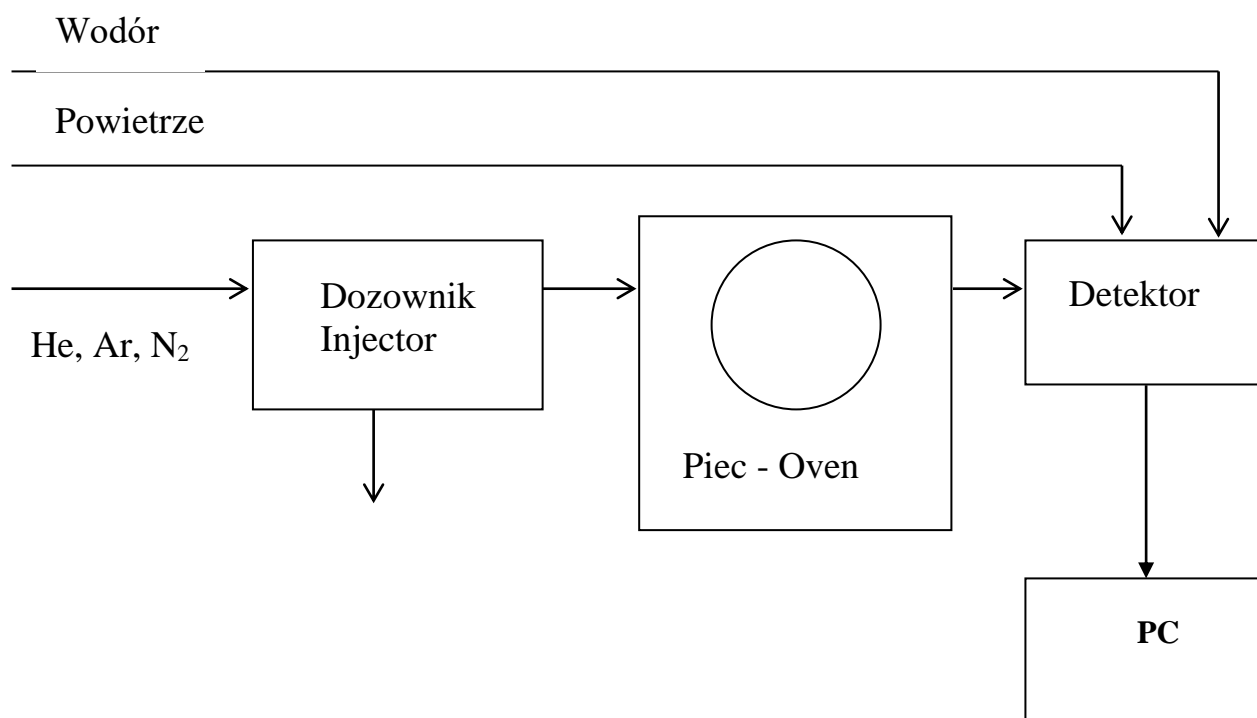 Wodór
Powietrze
Dozownik
Injector
Detektor
He, Ar, N₂
Piec - Oven
PC